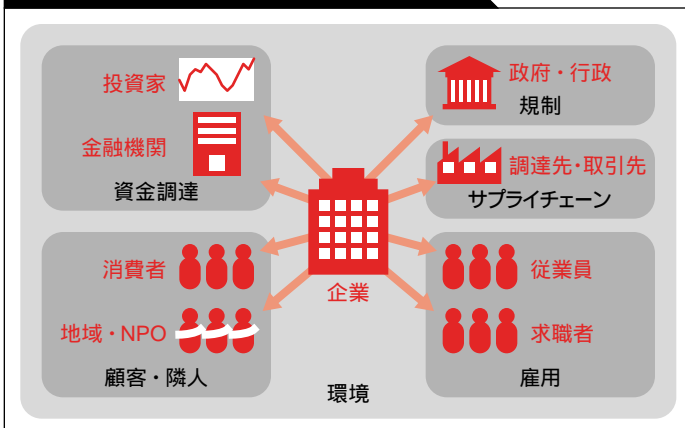 投資家
金融機関
資金調達
政府・行政
規制
調達先・取引先
サプライチェーン
企業
消費者
地域・NPO
顧客・隣人
従業員
求職者
雇用
環境